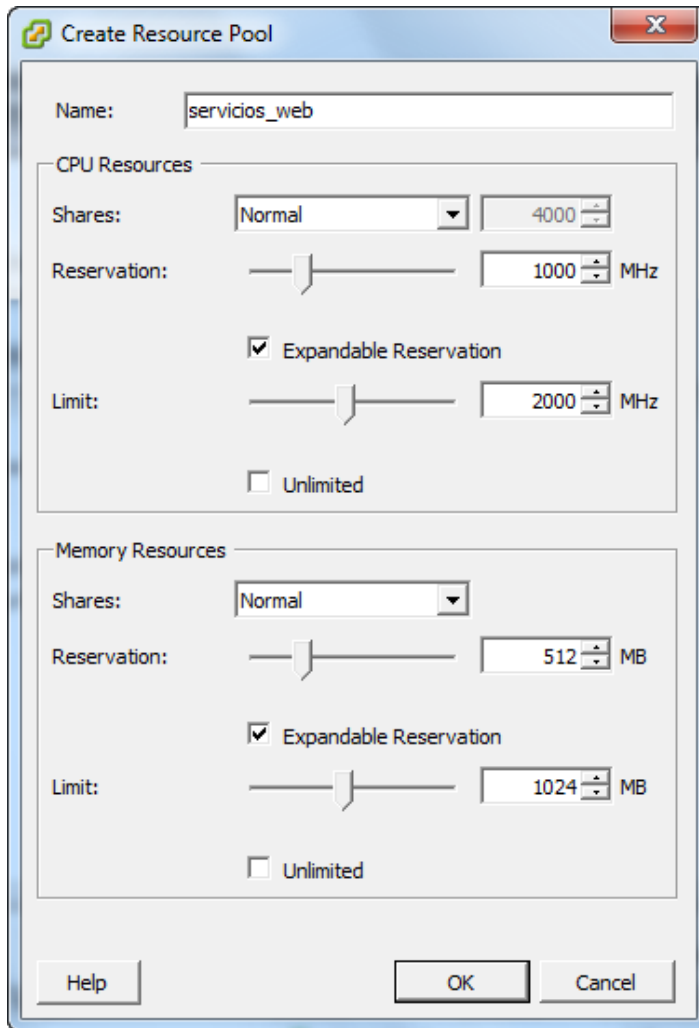 Create Resource Pool
Name: servicios_web
CPU Resources
Shares: Normal 4000
Reservation: 1000 MHz
Expandable Reservation
Limit: 2000 MHz
Unlimited
Memory Resources
Shares: Normal
Reservation: 512 MB
Expandable Reservation
Limit: 1024 MB
Unlimited
Help OK Cancel